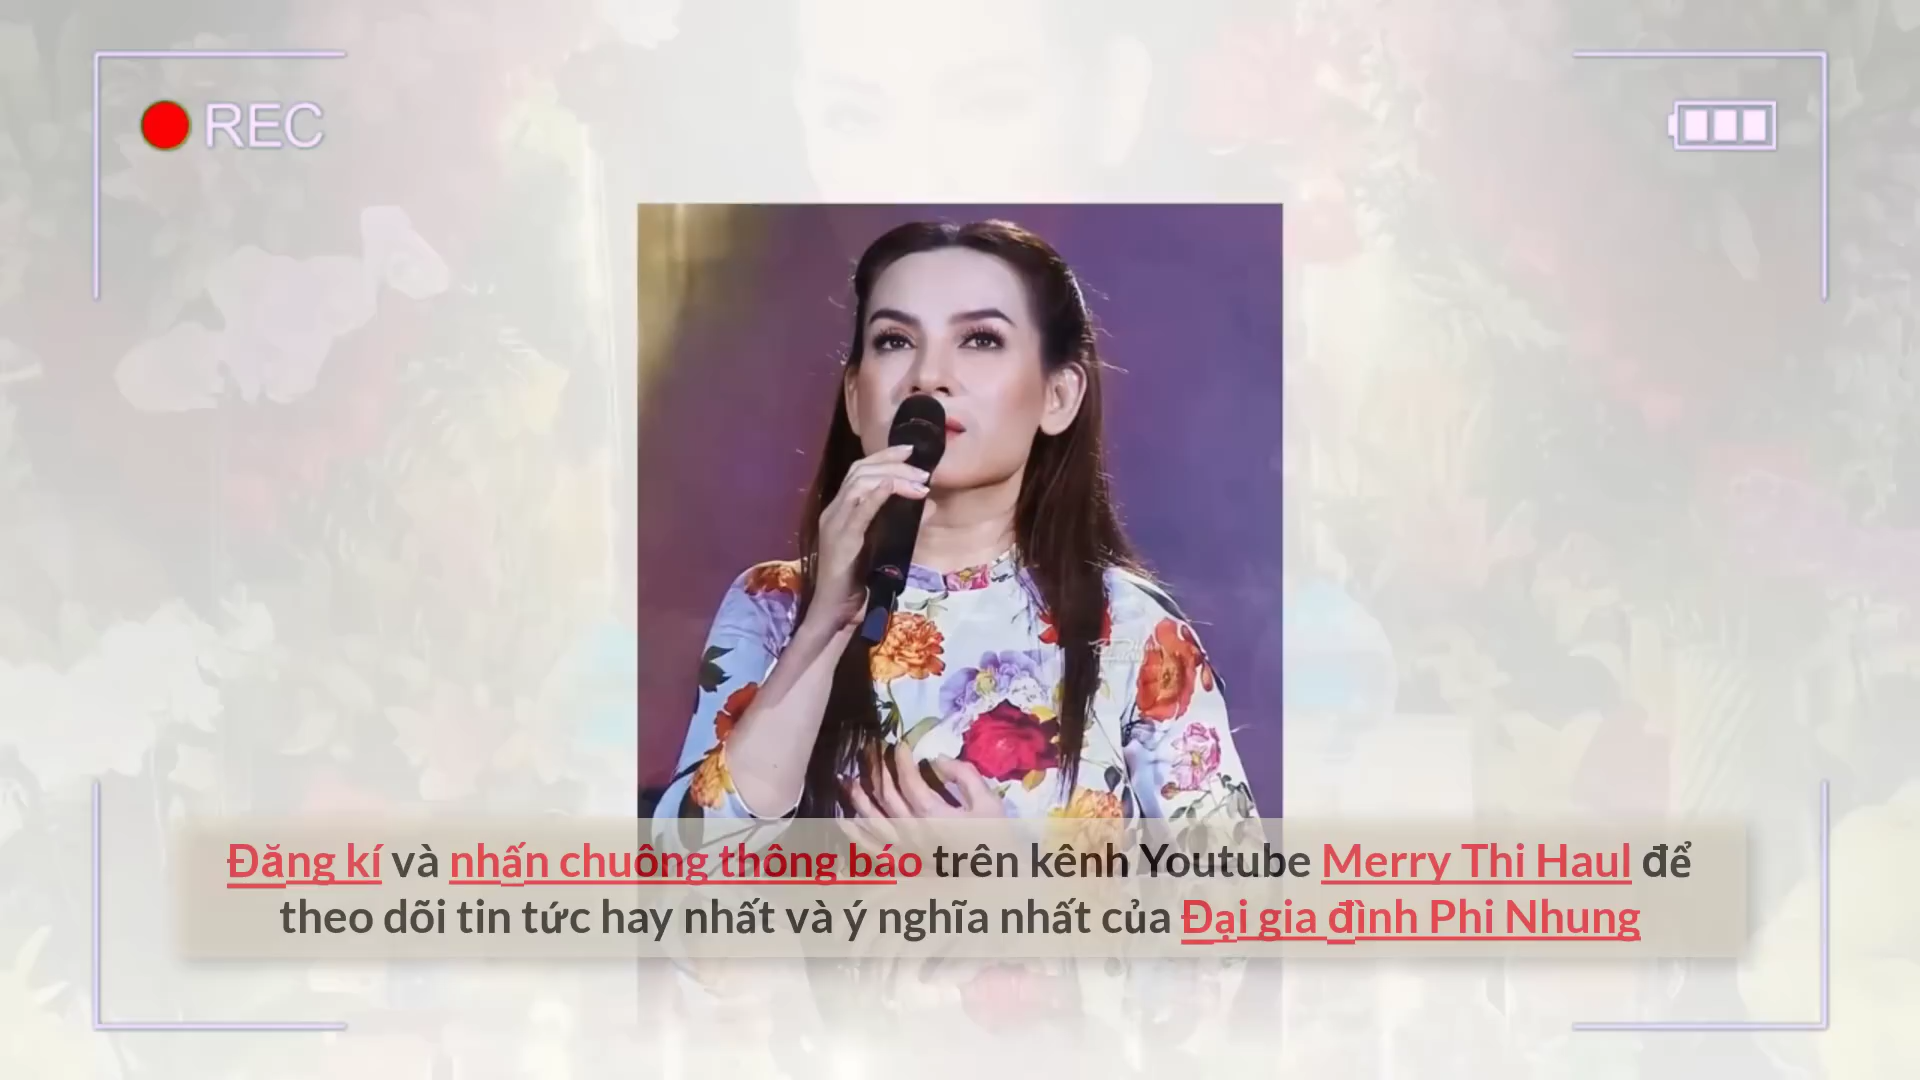 REC
Đăng kí và nhấn chuông thông báo trên kênh Youtube Merry Thi Haul để
theo dõi tin tức hay nhất và ý nghĩa nhất của Đại gia đình Phi Nhung